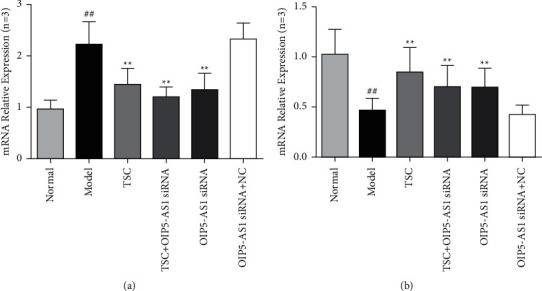 mRNA Relative Expression (n=3)
3
2
1
0
##
**
**
**
Normal
Model
TSC
TSC+OIP5-AS1 siRNA
OIP5-AS1 siRNA
OIP5-AS1 siRNA+NC
(a)
mRNA Relative Expression (n=3)
1.5
1.0
0.5
0.0
##
**
**
**
Normal
Model
TSC
TSC+OIP5-AS1 siRNA
OIP5-AS1 siRNA
OIP5-AS1 siRNA+NC
(b)